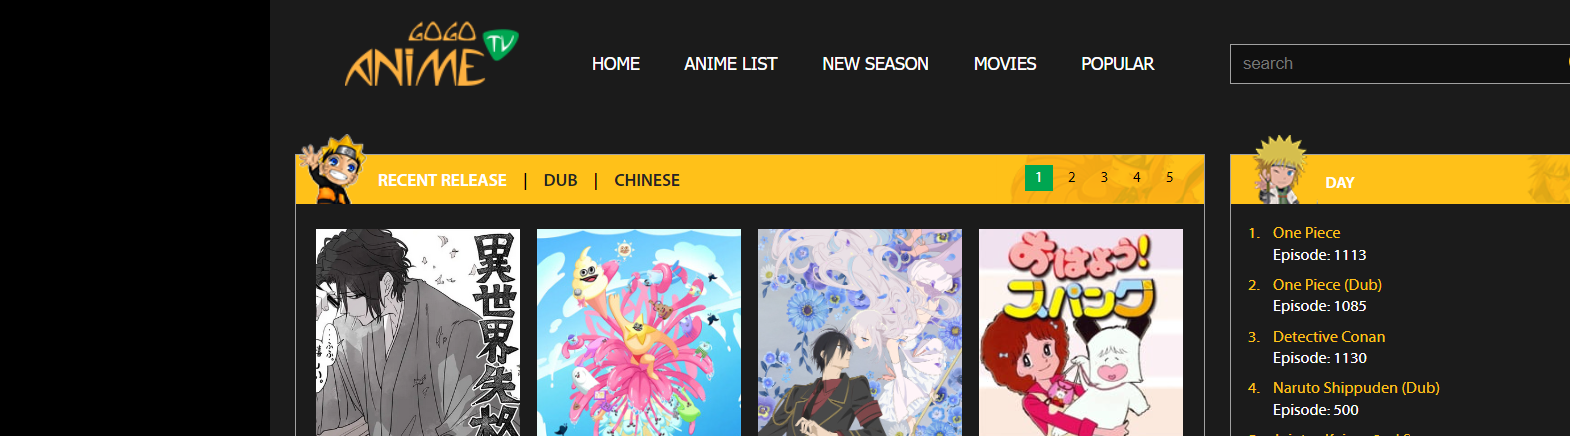 GOGO
ANIME TV
HOME
ANIME LIST
NEW SEASON
MOVIES
POPULAR
search
RECENT RELEASE | DUB | CHINESE
1 2 3 4 5
DAY
異世界失格
おはよう!
スパンク
1. One Piece
Episode: 1113
2. One Piece (Dub)
Episode: 1085
3. Detective Conan
Episode: 1130
4. Naruto Shippuden (Dub)
Episode: 500